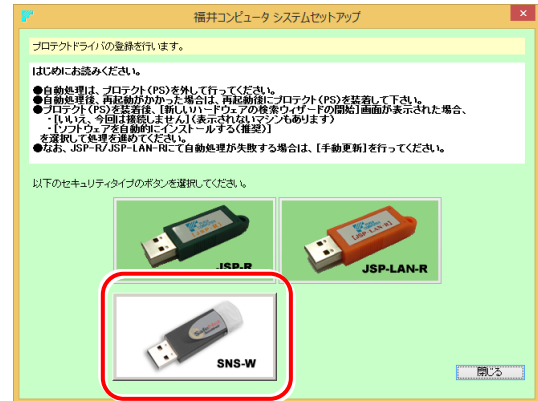 福井コンピュータ システムセットアップ
プロテクトドライバの登録を行います。
はじめにお読みください。
●自動処理は、プロテクト(PS)を外して行ってください。
●自動処理後、再起動がかかった場合は、再起動後にプロテクト(PS)を装着して下さい。
●プロテクト(PS)を装着後、[新しいハードウェアの検索ウィザードの開始]画面が表示された場合、
・[いいえ、今回は接続しません](表示されないマシンもあります)
・[ソフトウェアを自動的にインストールする(推奨)]
を選択して処理を進めてください。
●なお、JSP-R/JSP-LAN-Rにて自動処理が失敗する場合は、[手動更新]を行ってください。
以下のセキュリティタイプのボタンを選択してください。
JSP-R
[JSP-LAN-R]
JSP-LAN-R
SNS-W
閉じる